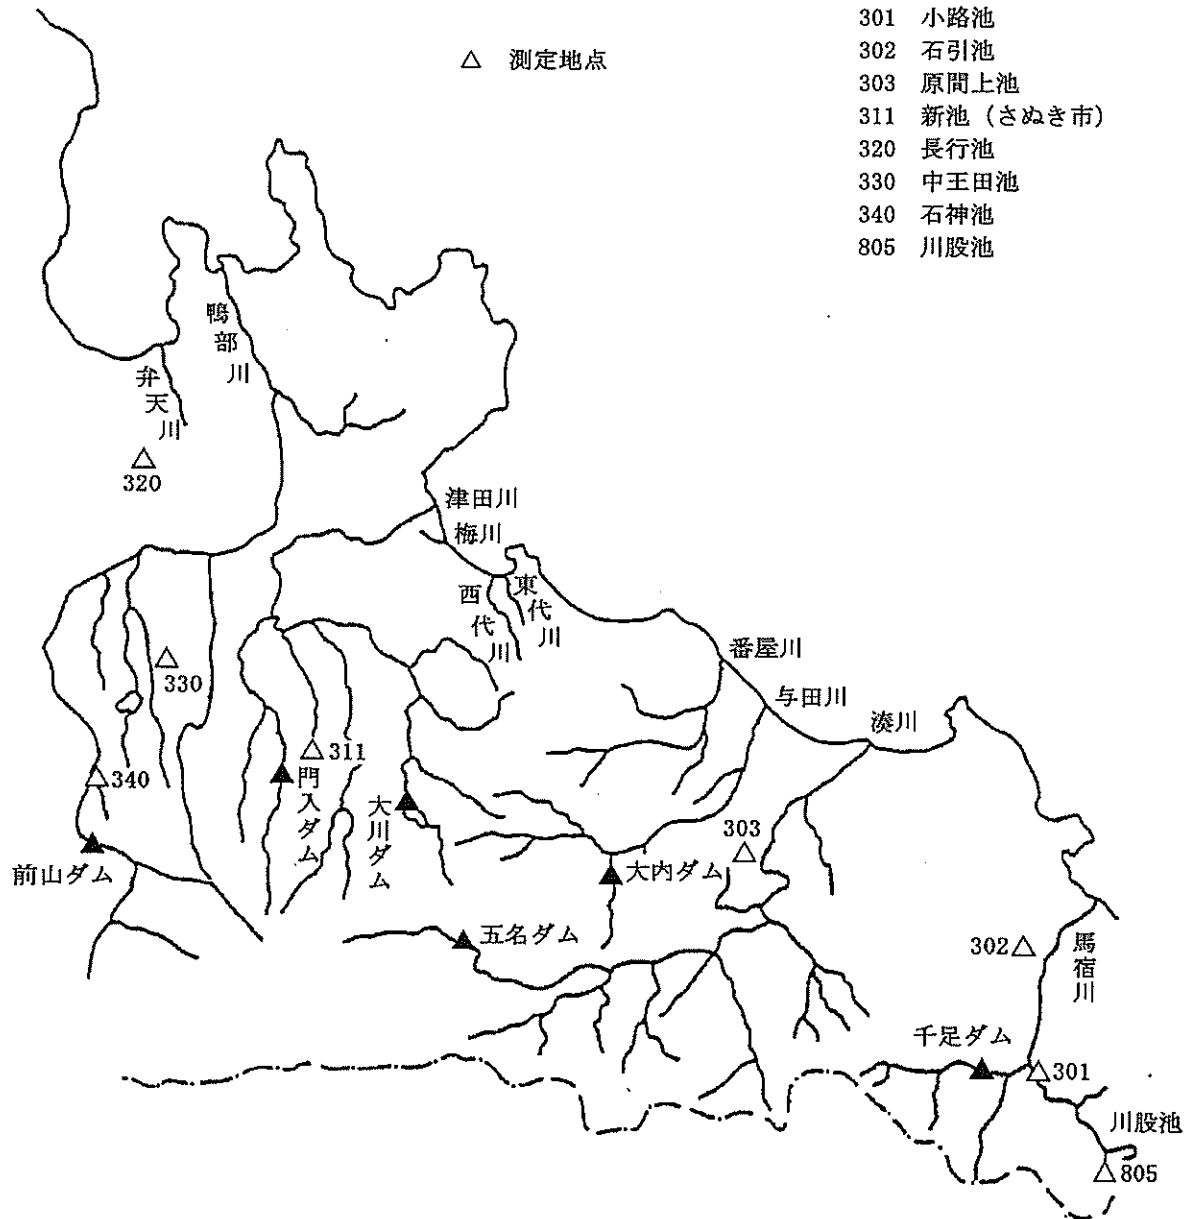 301 小路池
302 石引池
303 原間上池
311 新池（さぬき市）
320 長行池
330 中王田池
340 石神池
805 川股池
△ 測定地点
鴨部川
弁天川
320
津田川
梅川
西代川
東代川
番屋川
与田川
湊川
330
311
340
門入ダム
大川ダム
前山ダム
303
大内ダム
五名ダム
302
馬宿川
千足ダム
301
川股池
805